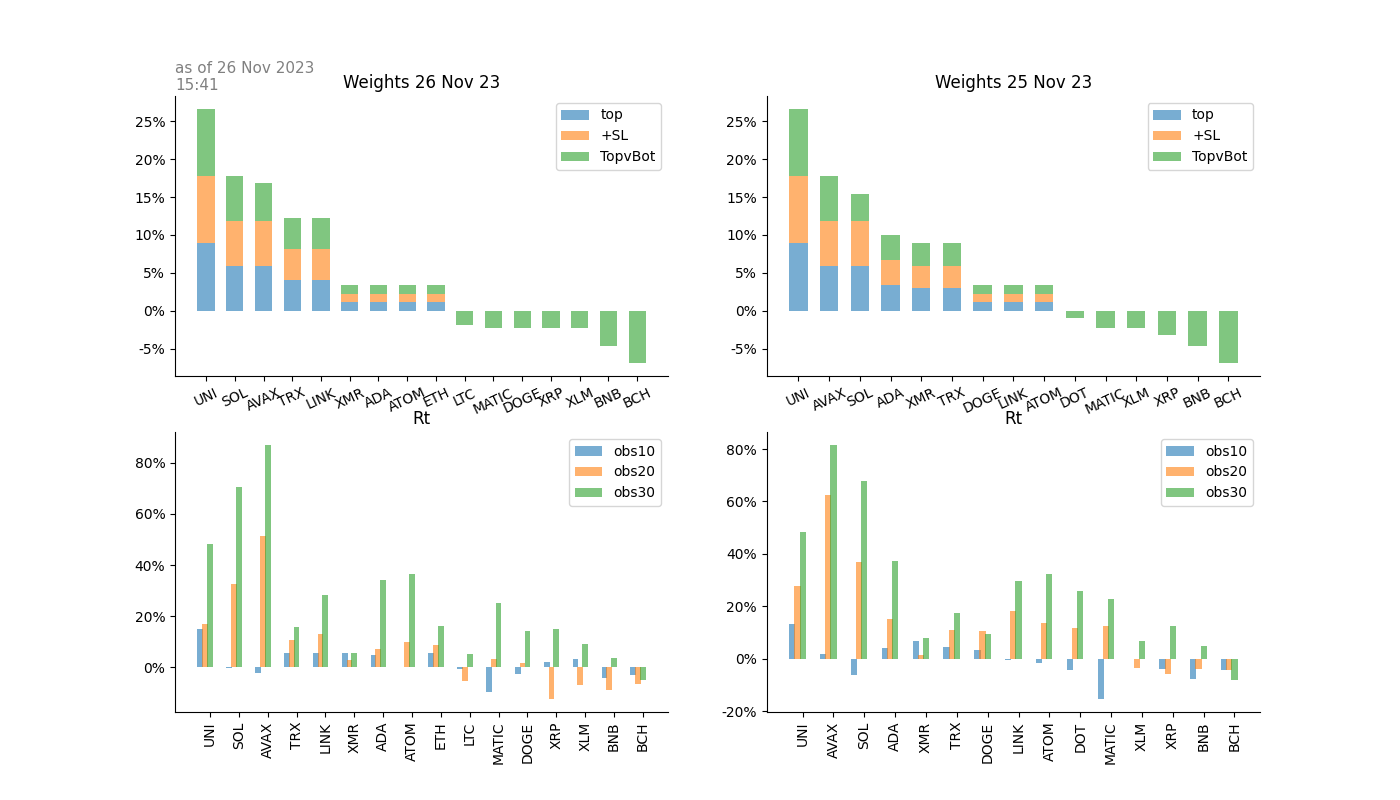 as of 26 Nov 2023
15:41
Weights 26 Nov 23
25%
20%
15%
10%
5%
0%
-5%
top
+SL
TopvBot
UNI SOL AVAX TRX LINK XMR ADA ATOM ETH LTC MATIC DOGE XRP XLM BNB BCH
Weights 25 Nov 23
25%
20%
15%
10%
5%
0%
-5%
top
+SL
TopvBot
UNI AVAX SOL ADA XMR TRX DOGE LINK ATOM DOT MATIC XLM XRP BNB BCH
Rt
80%
60%
40%
20%
0%
obs10
obs20
obs30
UNI SOL AVAX TRX LINK XMR ADA ATOM ETH LTC MATIC DOGE XRP XLM BNB BCH
Rt
80%
60%
40%
20%
0%
-20%
obs10
obs20
obs30
UNI AVAX SOL ADA XMR TRX DOGE LINK ATOM DOT MATIC XLM XRP BNB BCH